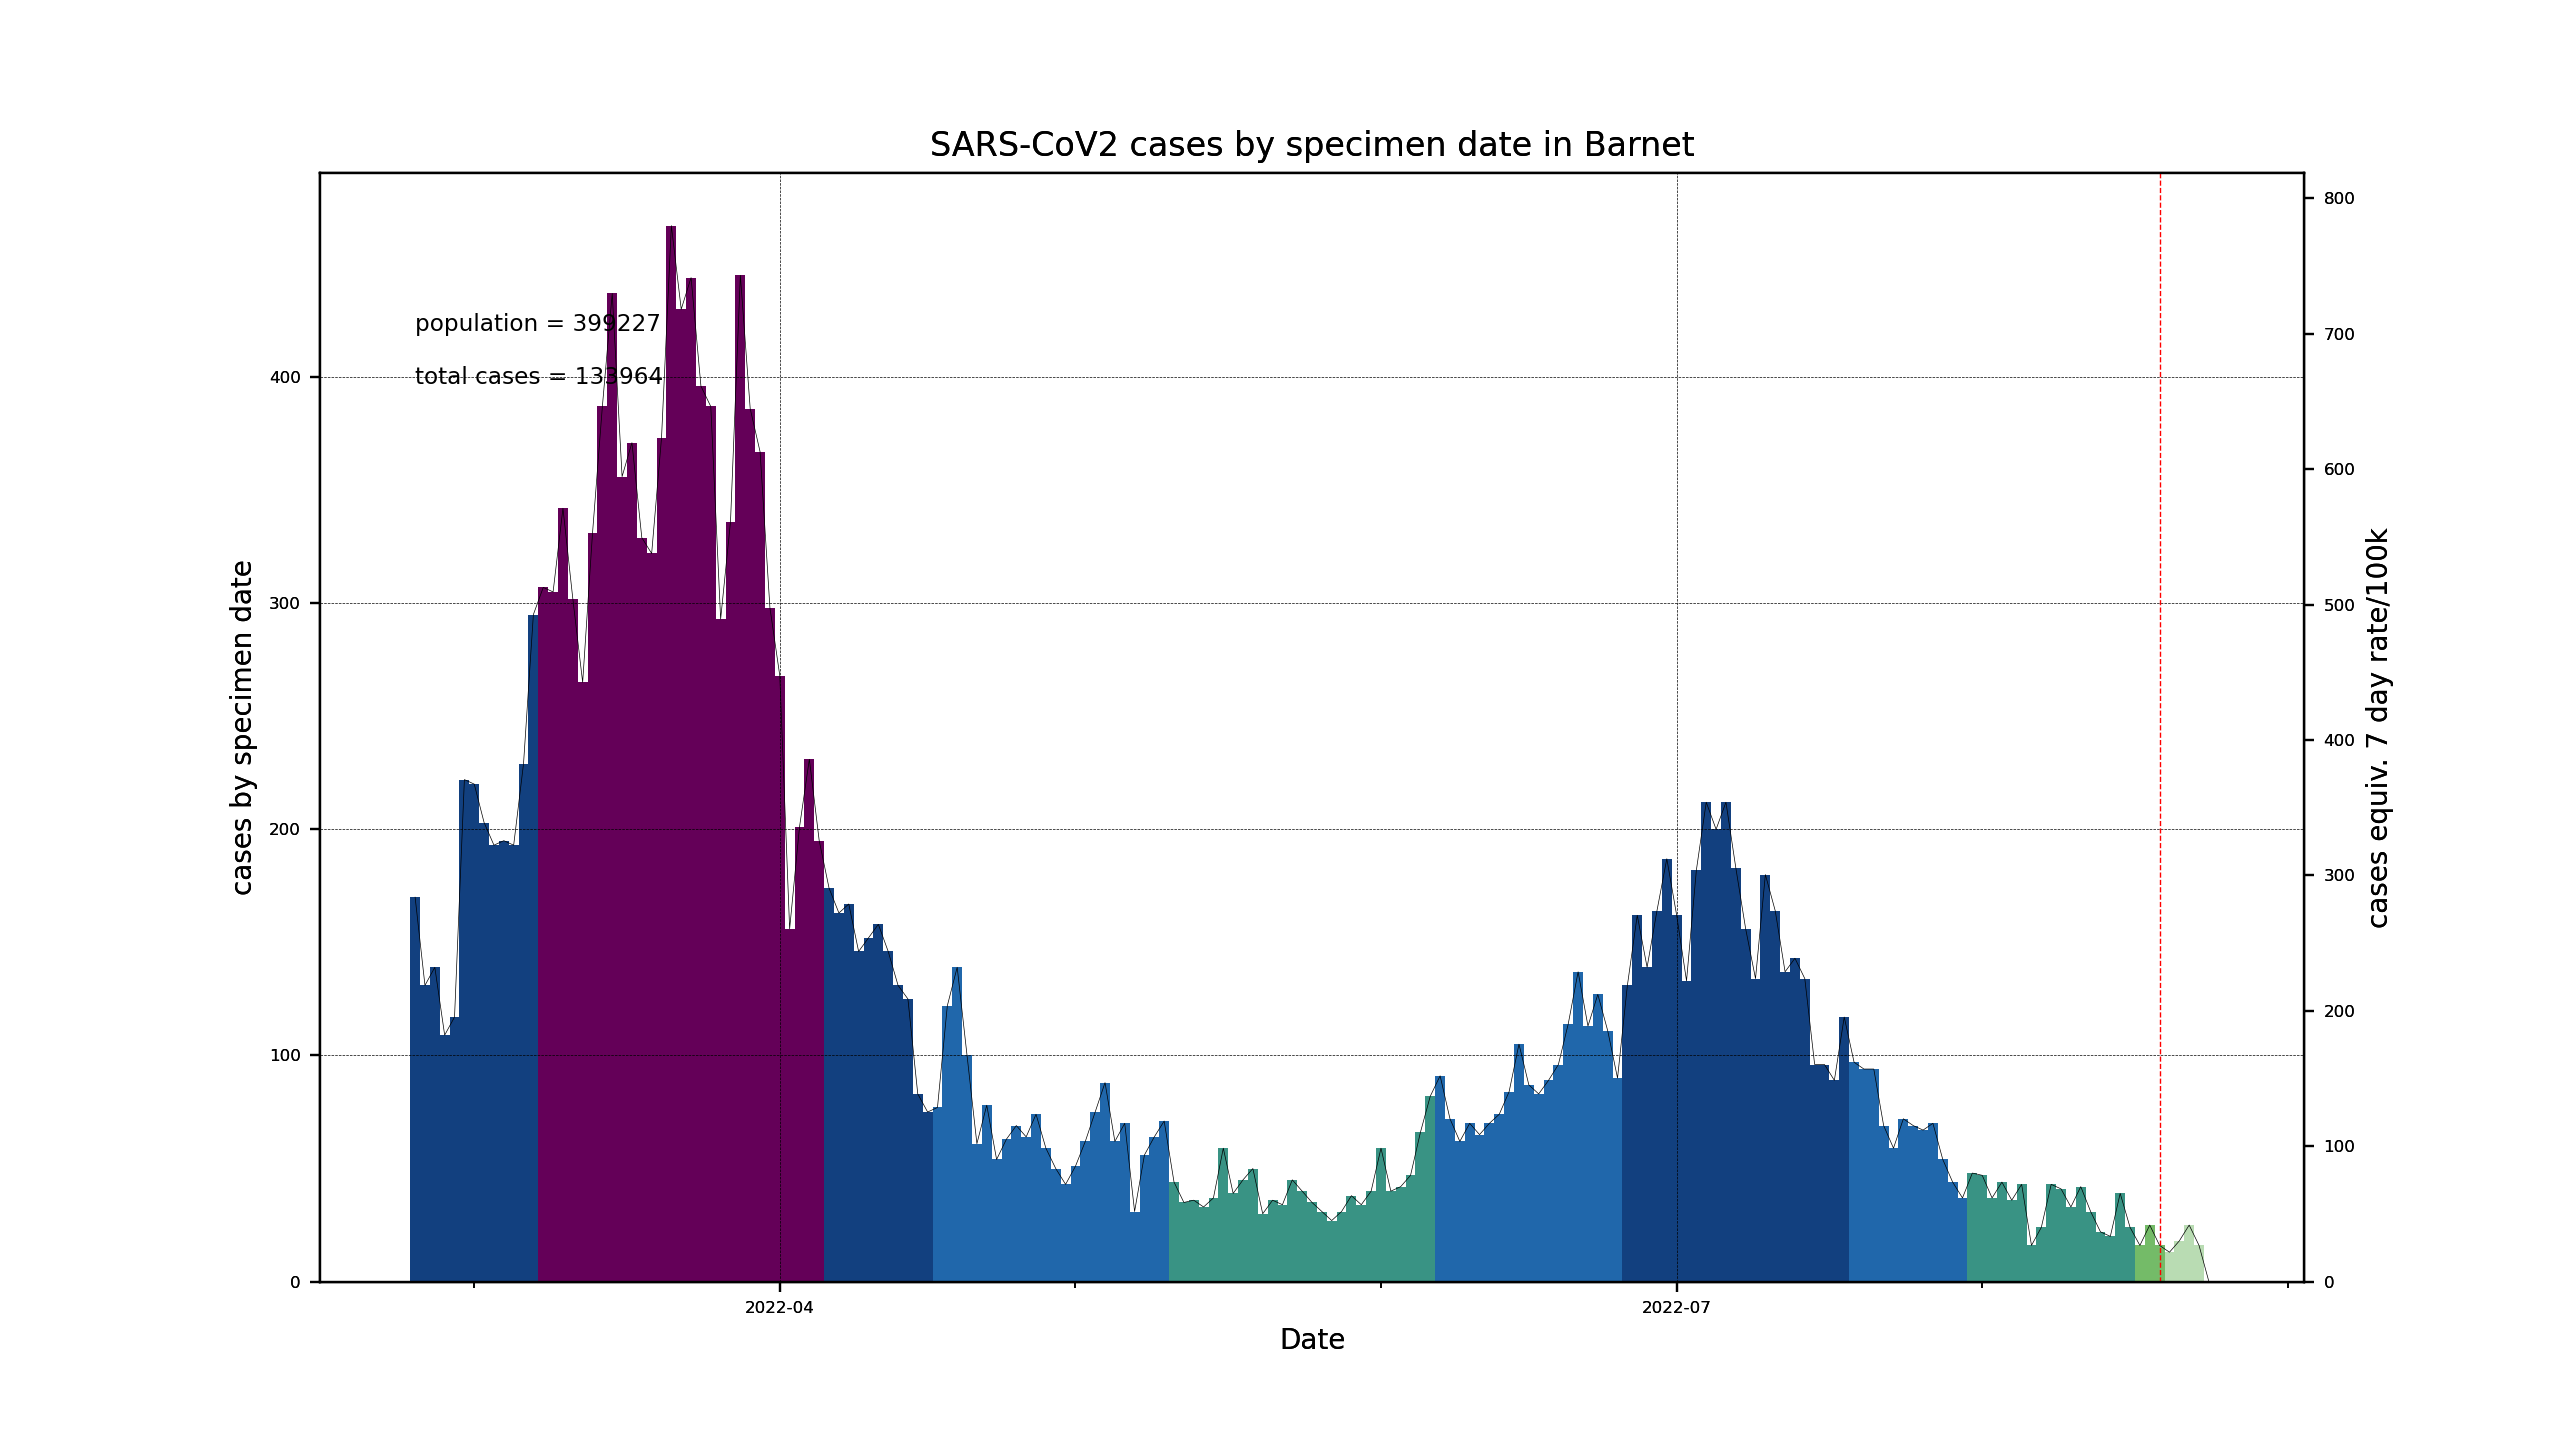 SARS-CoV2 cases by specimen date in Barnet
population = 399227
total cases = 133964
cases by specimen date
400
300
200
100
0
800
700
600
500
400
300
200
100
0
cases equiv. 7 day rate/100k
2022-04
2022-07
Date